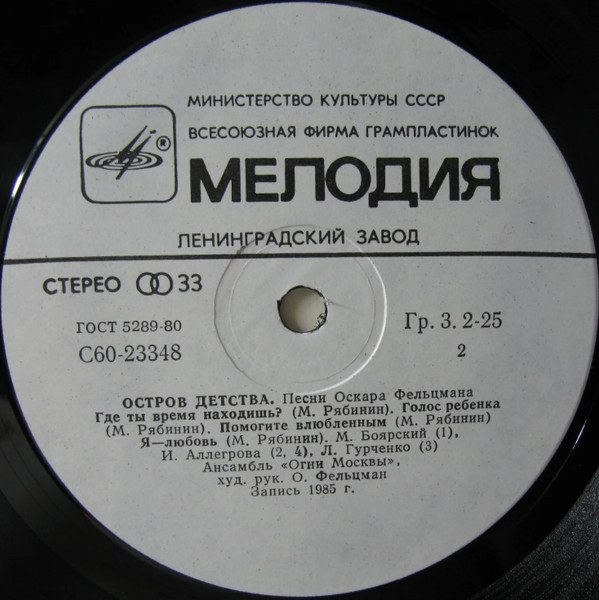 МИНИСТЕРСТВО КУЛЬТУРЫ СССР
ВСЕСОЮЗНАЯ ФИРМА ГРАМПЛАСТИНОК
®
МЕЛОДИЯ
ЛЕНИНГРАДСКИЙ ЗАВОД
СТЕРЕО 33
ГОСТ 5289-80
Гр. 3. 2-25
С60-23348
2
ОСТРОВ ДЕТСТВА. Песни Оскара Фельцмана
Где ты время находишь? (М. Рябинин). Голос ребенка
(М. Рябинин). Помогите влюбленным (М. Рябинин)
Я—любовь (М. Рябинин). М. Боярский (1),
И. Аллегрова (2, 4), Л. Гурченко (3)
Ансамбль «Огни Москвы»,
худ. рук. О. Фельцман
Запись 1985 г.